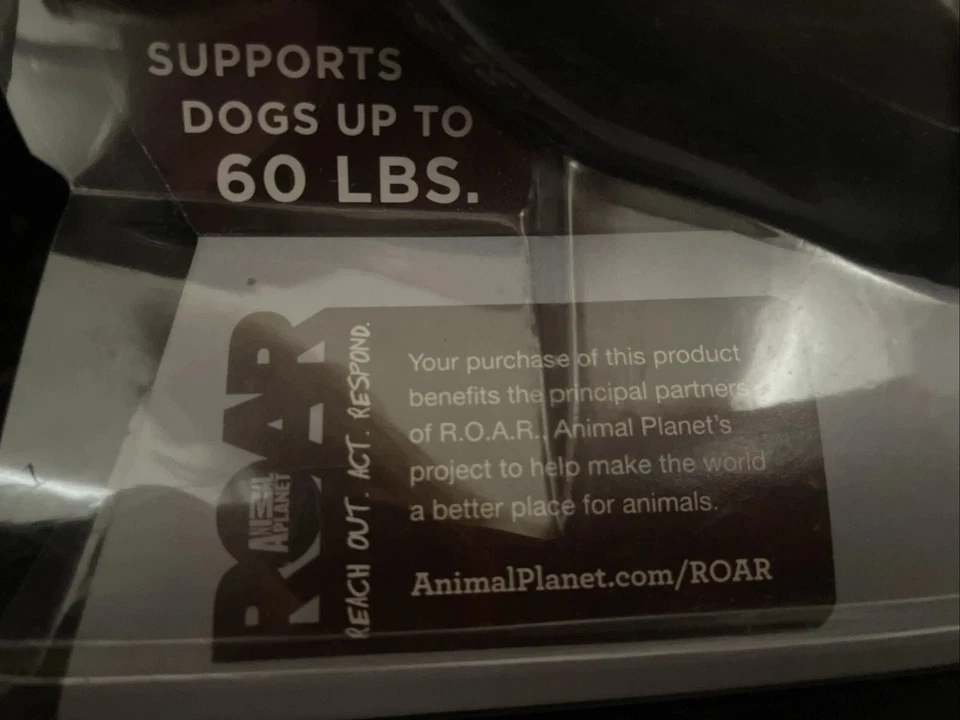 SUPPORTS
DOGS UP TO
60 LBS.
ROAR
ANIMAL
PLANET
REACH OUT. ACT. RESPOND.
Your purchase of this product
benefits the principal partners
of R.O.A.R., Animal Planet's
project to help make the world
a better place for animals.
AnimalPlanet.com/ROAR